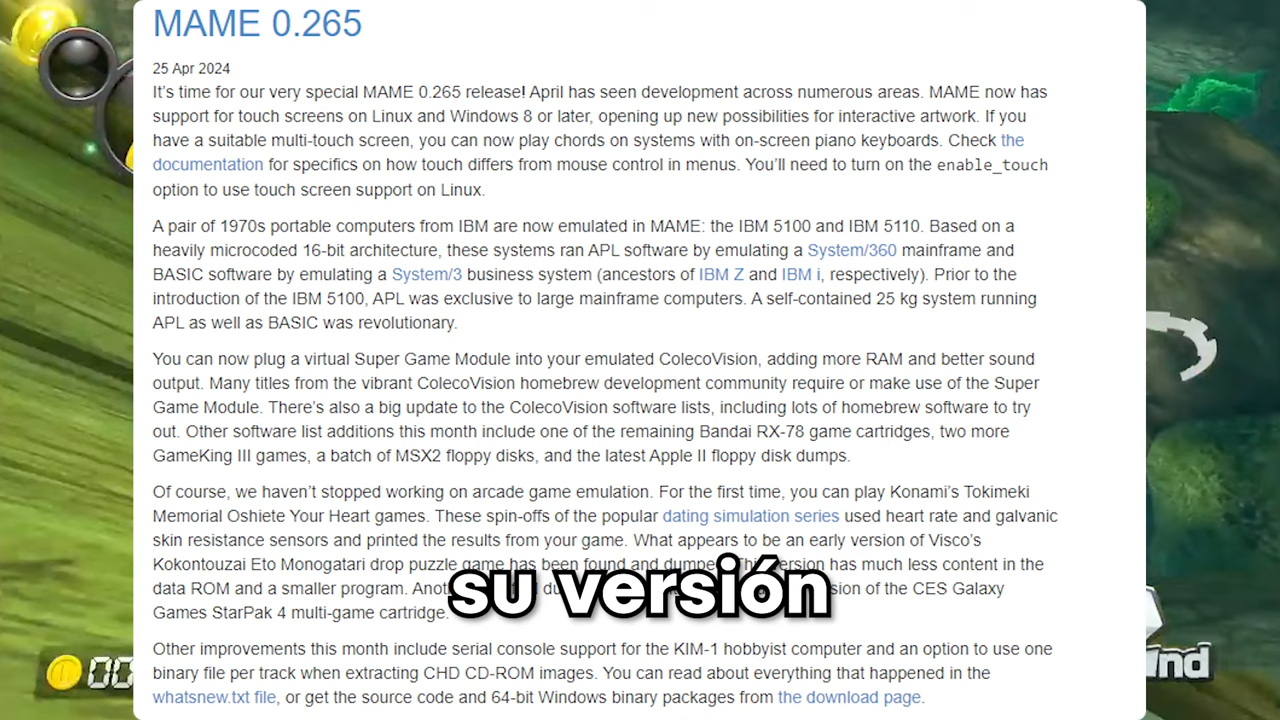 MAME 0.265
25 Apr 2024
It's time for our very special MAME 0.265 release! April has seen development across numerous areas. MAME now has
support for touch screens on Linux and Windows 8 or later, opening up new possibilities for interactive artwork. If you
have a suitable multi-touch screen, you can now play chords on systems with on-screen piano keyboards. Check the
documentation for specifics on how touch differs from mouse control in menus. You'll need to turn on the enable_touch
option to use touch screen support on Linux.
A pair of 1970s portable computers from IBM are now emulated in MAME: the IBM 5100 and IBM 5110. Based on a
heavily microcoded 16-bit architecture, these systems ran APL software by emulating a System/360 mainframe and
BASIC software by emulating a System/3 business system (ancestors of IBM Z and IBM i, respectively). Prior to the
introduction of the IBM 5100, APL was exclusive to large mainframe computers. A self-contained 25 kg system running
APL as well as BASIC was revolutionary.
You can now plug a virtual Super Game Module into your emulated ColecoVision, adding more RAM and better sound
output. Many titles from the vibrant ColecoVision homebrew development community require or make use of the Super
Game Module. There's also a big update to the ColecoVision software lists, including lots of homebrew software to try
out. Other software list additions this month include one of the remaining Bandai RX-78 game cartridges, two more
GameKing III games, a batch of MSX2 floppy disks, and the latest Apple II floppy disk dumps.
Of course, we haven't stopped working on arcade game emulation. For the first time, you can play Konami's Tokimeki
Memorial Oshiete Your Heart games. These spin-offs of the popular dating simulation series used heart rate and galvanic
skin resistance sensors and printed the results from your game. What appears to be an early version of Visco's
Kokontouzai Eto Monogatari drop puzzle game has been found and dumped. This version has much less content in the
data ROM and a smaller program. of the CES Galaxy
Games StarPak 4 multi-game cartridge.
su versión
Other improvements this month include serial console support for the KIM-1 hobbyist computer and an option to use one
binary file per track when extracting CHD CD-ROM images. You can read about everything that happened in the
whatsnew.txt file, or get the source code and 64-bit Windows binary packages from the download page.